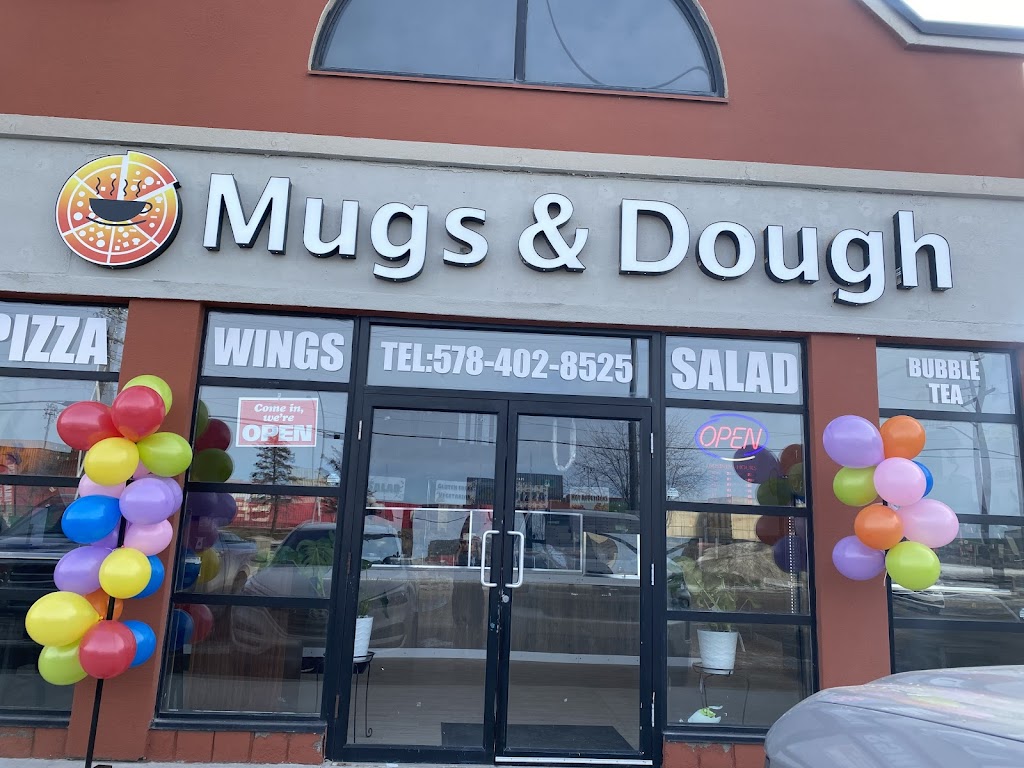 Mugs & Dough
PIZZA
WINGS
TEL:578-402-8525
SALAD
BUBBLE
TEA
Come in,
we're
OPEN
OPEN